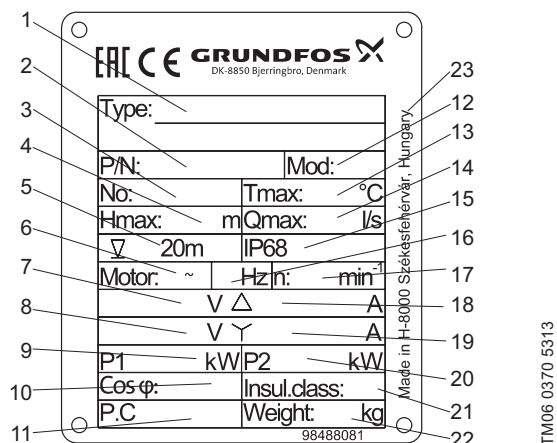 EAC CE GRUNDFOS
DK-8850 Bjerringbro, Denmark
Type:
P/N: Mod:
No: Tmax: °C
Hmax: m Qmax: l/s
20m IP68
Motor: ~ Hz n: min-1
V △ A
V Y A
P1 kW P2 kW
Cos φ: Insul.class:
P.C Weight: kg
98488081
Made in H-8000 Székesfehérvár, Hungary
1
2
3
4
5
6
7
8
9
10
11
23
12
13
14
15
16
17
18
19
20
21
22
TM06 0370 5313